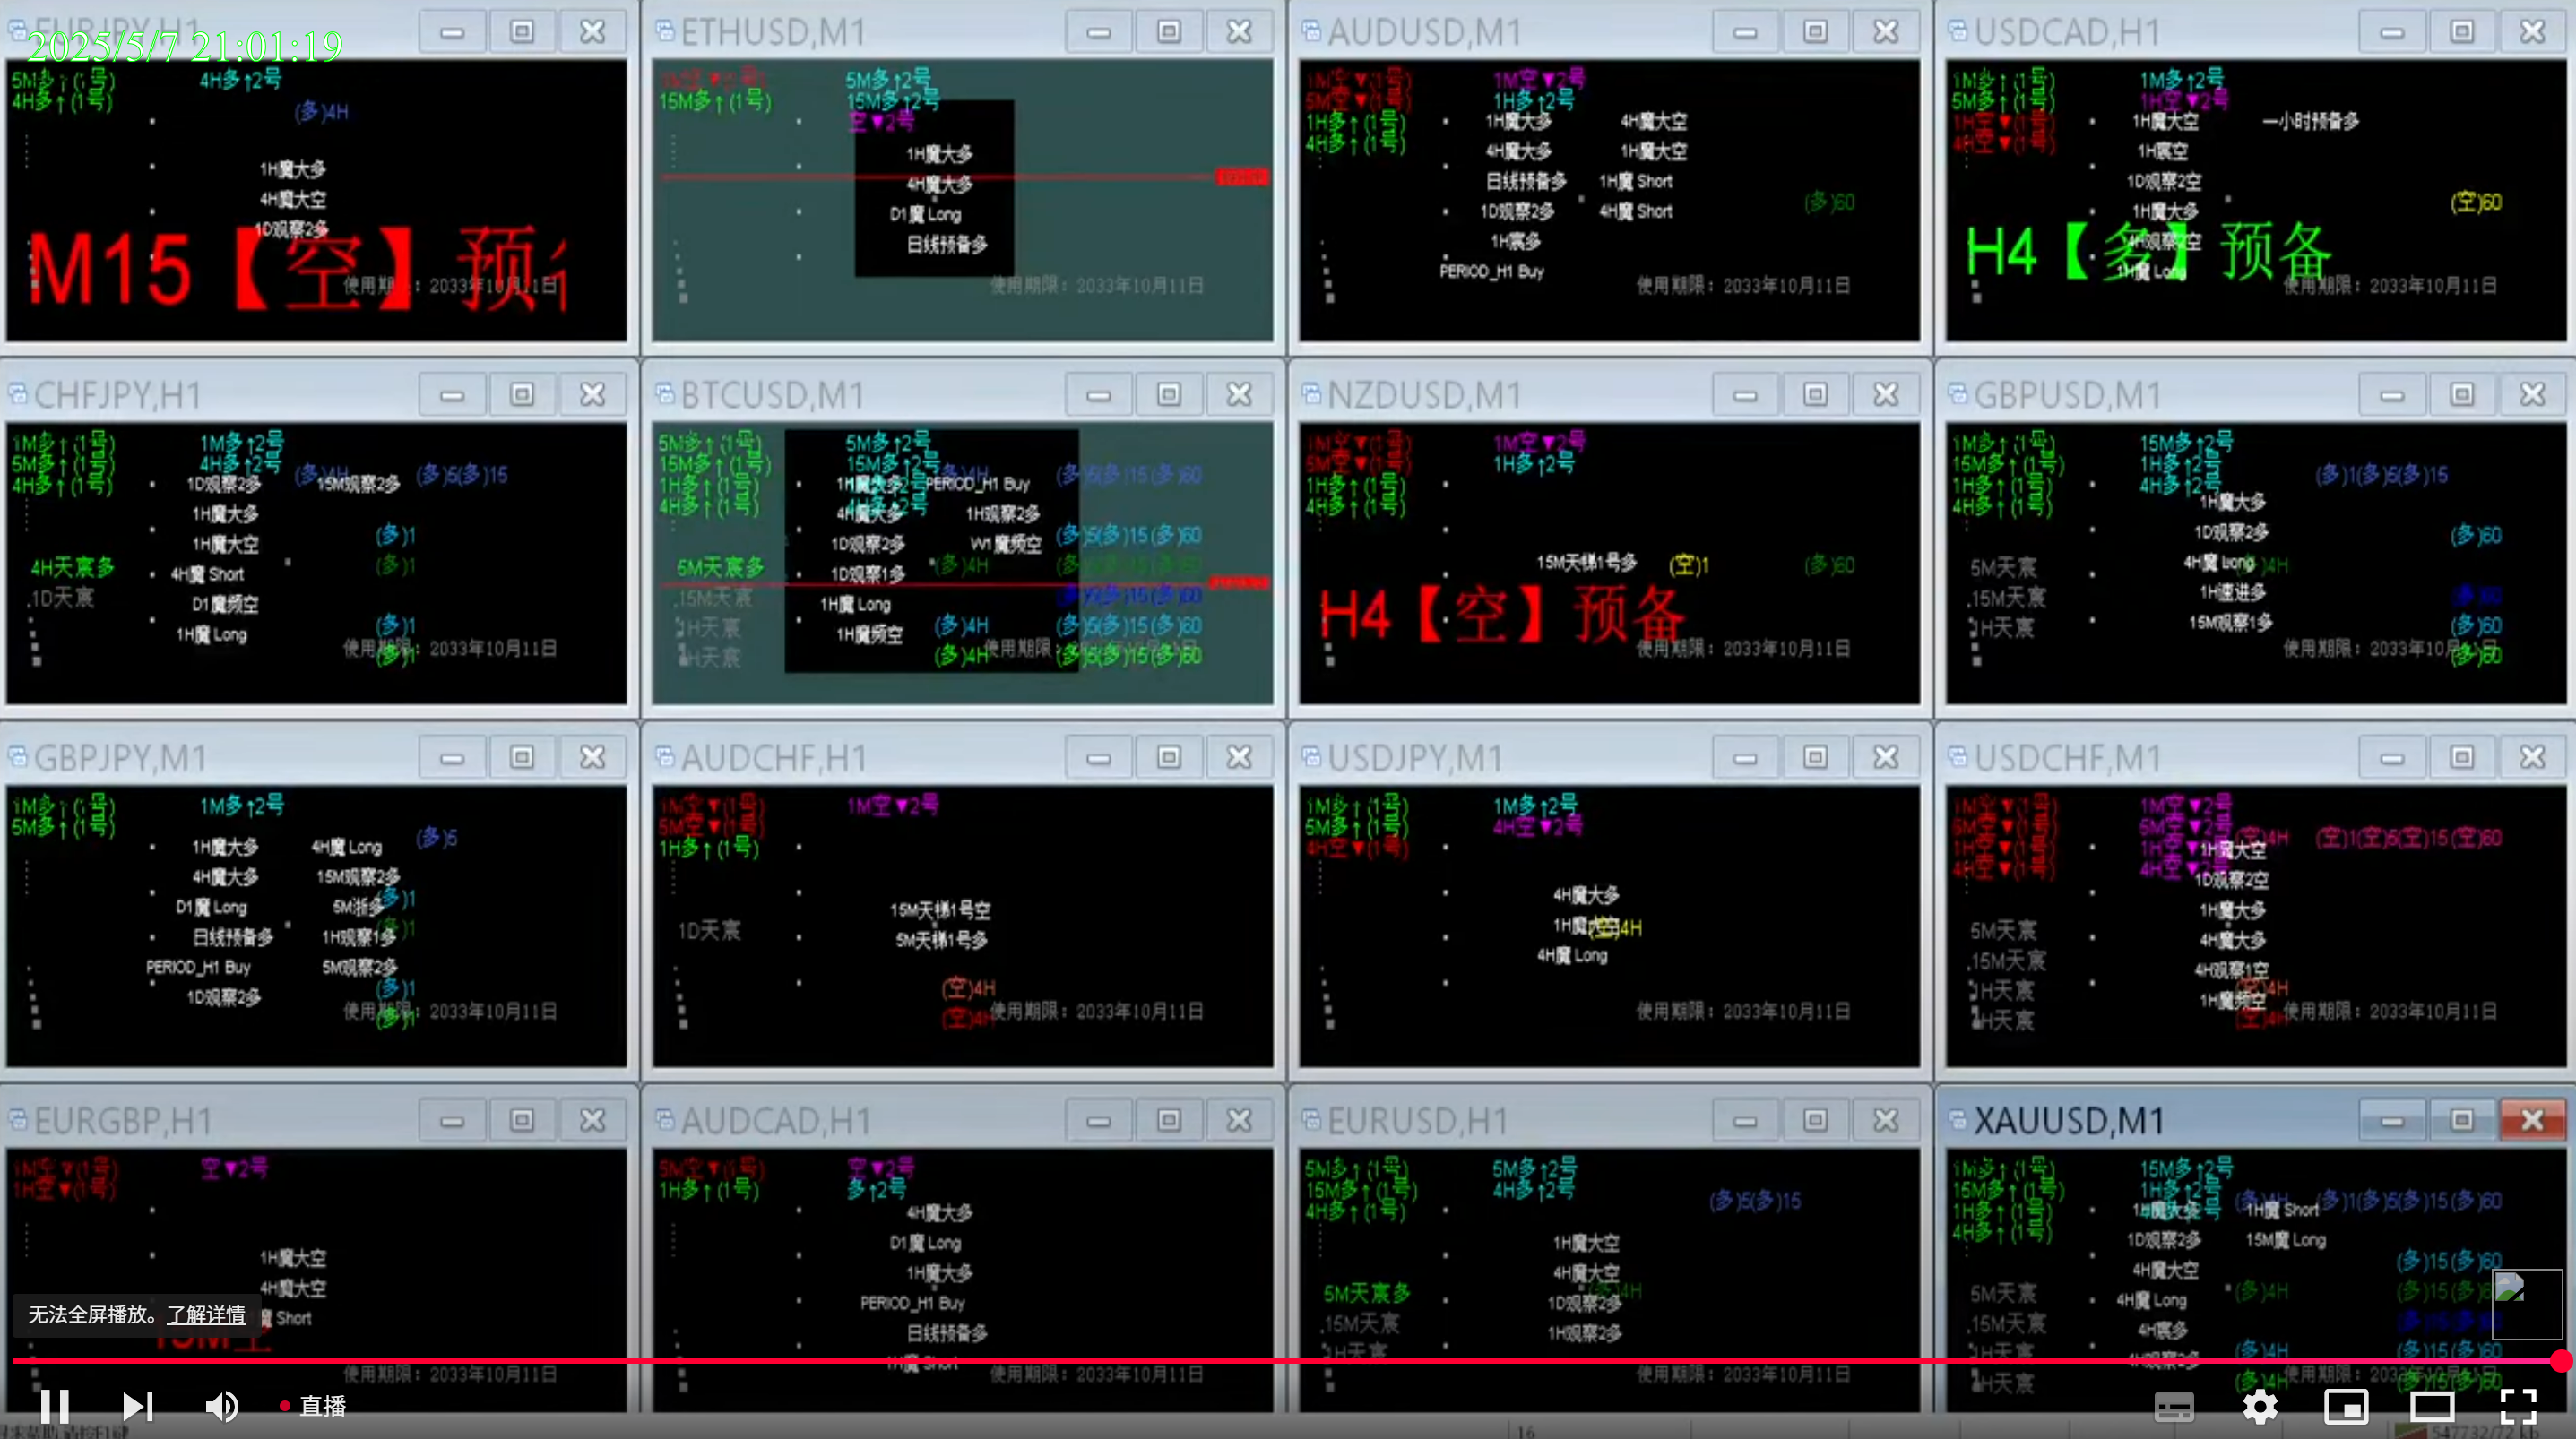 EURJPY,H1
2025/5/7 21:01:19
5M多↑(1号) 4H多↑2号
4H多↑(1号)
(多)4H
1H魔大多
4H魔大空
1D观察2多
M15【空】预
使用期限：2033年10月11日
ETHUSD,M1
5M多↑2号
15M多↑(1号) 15M多↑2号
空▼2号
1H魔大多
4H魔大多
D1魔 Long
日线预备多
使用期限：2033年10月11日
AUDUSD,M1
1M空▼(1号) 1M空▼2号
5M空▼(1号) 1H多↑2号
1H多↑(1号) 1H魔大多 4H魔大空
4H多↑(1号) 4H魔大多 1H魔大空
日线预备多 1H魔 Short
1D观察2多 4H魔 Short (多)60
1H宸多
PERIOD_H1 Buy
使用期限：2033年10月11日
USDCAD,H1
1M多↑(1号) 1M多↑2号
5M多↑(1号) 1H空▼2号
1H空▼(1号) 1H魔大空 一小时预备多
4H空▼(1号) 1H宸空
1D观察2空
1H魔大多 (空)60
4H观察2空
H4【多】预备
1H魔 Long
使用期限：2033年10月11日
CHFJPY,H1
1M多↑(1号) 1M多↑2号
5M多↑(1号) 4H多↑2号
4H多↑(1号) 1D观察2多 (多)4H 15M观察2多 (多)5(多)15
1H魔大多
1H魔大空 (多)1
4H天宸多 4H魔 Short (多)1
1D天宸 D1魔频空
1H魔 Long (多)1
使用期限：2033年10月11日
(多)1
BTCUSD,M1
5M多↑(1号) 5M多↑2号
15M多↑(1号) 15M多↑2号
1H多↑(1号) 1H魔大多 (多)4H PERIOD_H1 Buy (多)5(多)15(多)60
4H多↑(1号) 4H魔大多 4H多↑2号 1H观察2多
1D观察2多 W1魔频空 (多)5(多)15(多)60
5M天宸多 1D观察1多 (多)4H
15M天宸 1H魔 Long (多)5(多)15(多)60
1H天宸 1H魔频空 (多)4H (多)5(多)15(多)60
H天宸 (多)4H 使用期限： (多)5(多)15(多)60
NZDUSD,M1
1M空▼(1号) 1M空▼2号
5M空▼(1号) 1H多↑2号
1H多↑(1号)
4H多↑(1号)
15M天梯1号多 (空)1 (多)60
H4【空】预备
使用期限：2033年10月11日
GBPUSD,M1
1M多↑(1号) 15M多↑2号
15M多↑(1号) 1H多↑2号 (多)1(多)5(多)15
1H多↑(1号) 4H多↑2号
4H多↑(1号) 1H魔大多
1D观察2多 (多)60
5M天宸 4H魔 Long )4H
15M天宸 1H速进多
1H天宸 15M观察1多 (多)60
使用期限：2033年10月11日
(多)60
GBPJPY,M1
1M多↑(1号) 1M多↑2号
5M多↑(1号)
1H魔大多 4H魔 Long (多)5
4H魔大多 15M观察2多
D1魔 Long 5M浙多 (多)1
日线预备多 1H观察1多 )1
PERIOD_H1 Buy 5M观察2多
1D观察2多 (多)1
使用期限：2033年10月11日
(多)1
AUDCHF,H1
1M空▼(1号) 1M空▼2号
5M空▼(1号)
1H多↑(1号)
15M天梯1号空
1D天宸 5M天梯1号多
(空)4H
(空)4H 使用期限：2033年10月11日
USDJPY,M1
1M多↑(1号) 1M多↑2号
5M多↑(1号) 4H空▼2号
4H空▼(1号)
4H魔大多
1H魔大空 (空)4H
4H魔 Long
使用期限：2033年10月11日
USDCHF,M1
1M空▼(1号) 1M空▼2号
5M空▼(1号) 5M空▼2号 (空)4H (空)1(空)5(空)15(空)60
1H空▼(1号) 1H空▼ 1H魔大空
4H空▼(1号) 4H空▼2号
1D观察2空
1H魔大多
5M天宸 4H魔大多
15M天宸 4H观察1空
1H天宸 1H魔频空 (空)4H
H天宸 (空)4H 使用期限：2033年10月11日
EURGBP,H1
1M空▼(1号) 空▼2号
1H空▼(1号)
1H魔大空
4H魔大空
魔 Short
无法全屏播放。了解详情
15M空
使用期限：2033年10月11日
AUDCAD,H1
5M空▼(1号) 空▼2号
1H多↑(1号) 多↑2号
4H魔大多
D1魔 Long
1H魔大多
PERIOD_H1 Buy
日线预备多
1H魔 Short
使用期限：2033年10月11日
EURUSD,H1
5M多↑(1号) 5M多↑2号
15M多↑(1号) 4H多↑2号 (多)5(多)15
4H多↑(1号)
1H魔大空
4H魔大空
5M天宸多 1D观察2多 (多)4H
15M天宸 1H观察2多
H天宸
使用期限：2033年10月11日
XAUUSD,M1
1M多↑(1号) 15M多↑2号
15M多↑(1号) 1H多↑2号 (多)4H (多)1(多)5(多)15(多)60
1H多↑(1号) 1H魔大多 1H魔 Short
4H多↑(1号) 1D观察2多 15M魔 Long
4H魔大空 (多)15(多)60
5M天宸 4H魔 Long (多)4H (多)15(多)6
15M天宸 4H宸多
1H天宸 (多)4H (多)15(多)60
H天宸 (多)4H 使用期限：2033年10月11日
直播
16
547732/72 kb